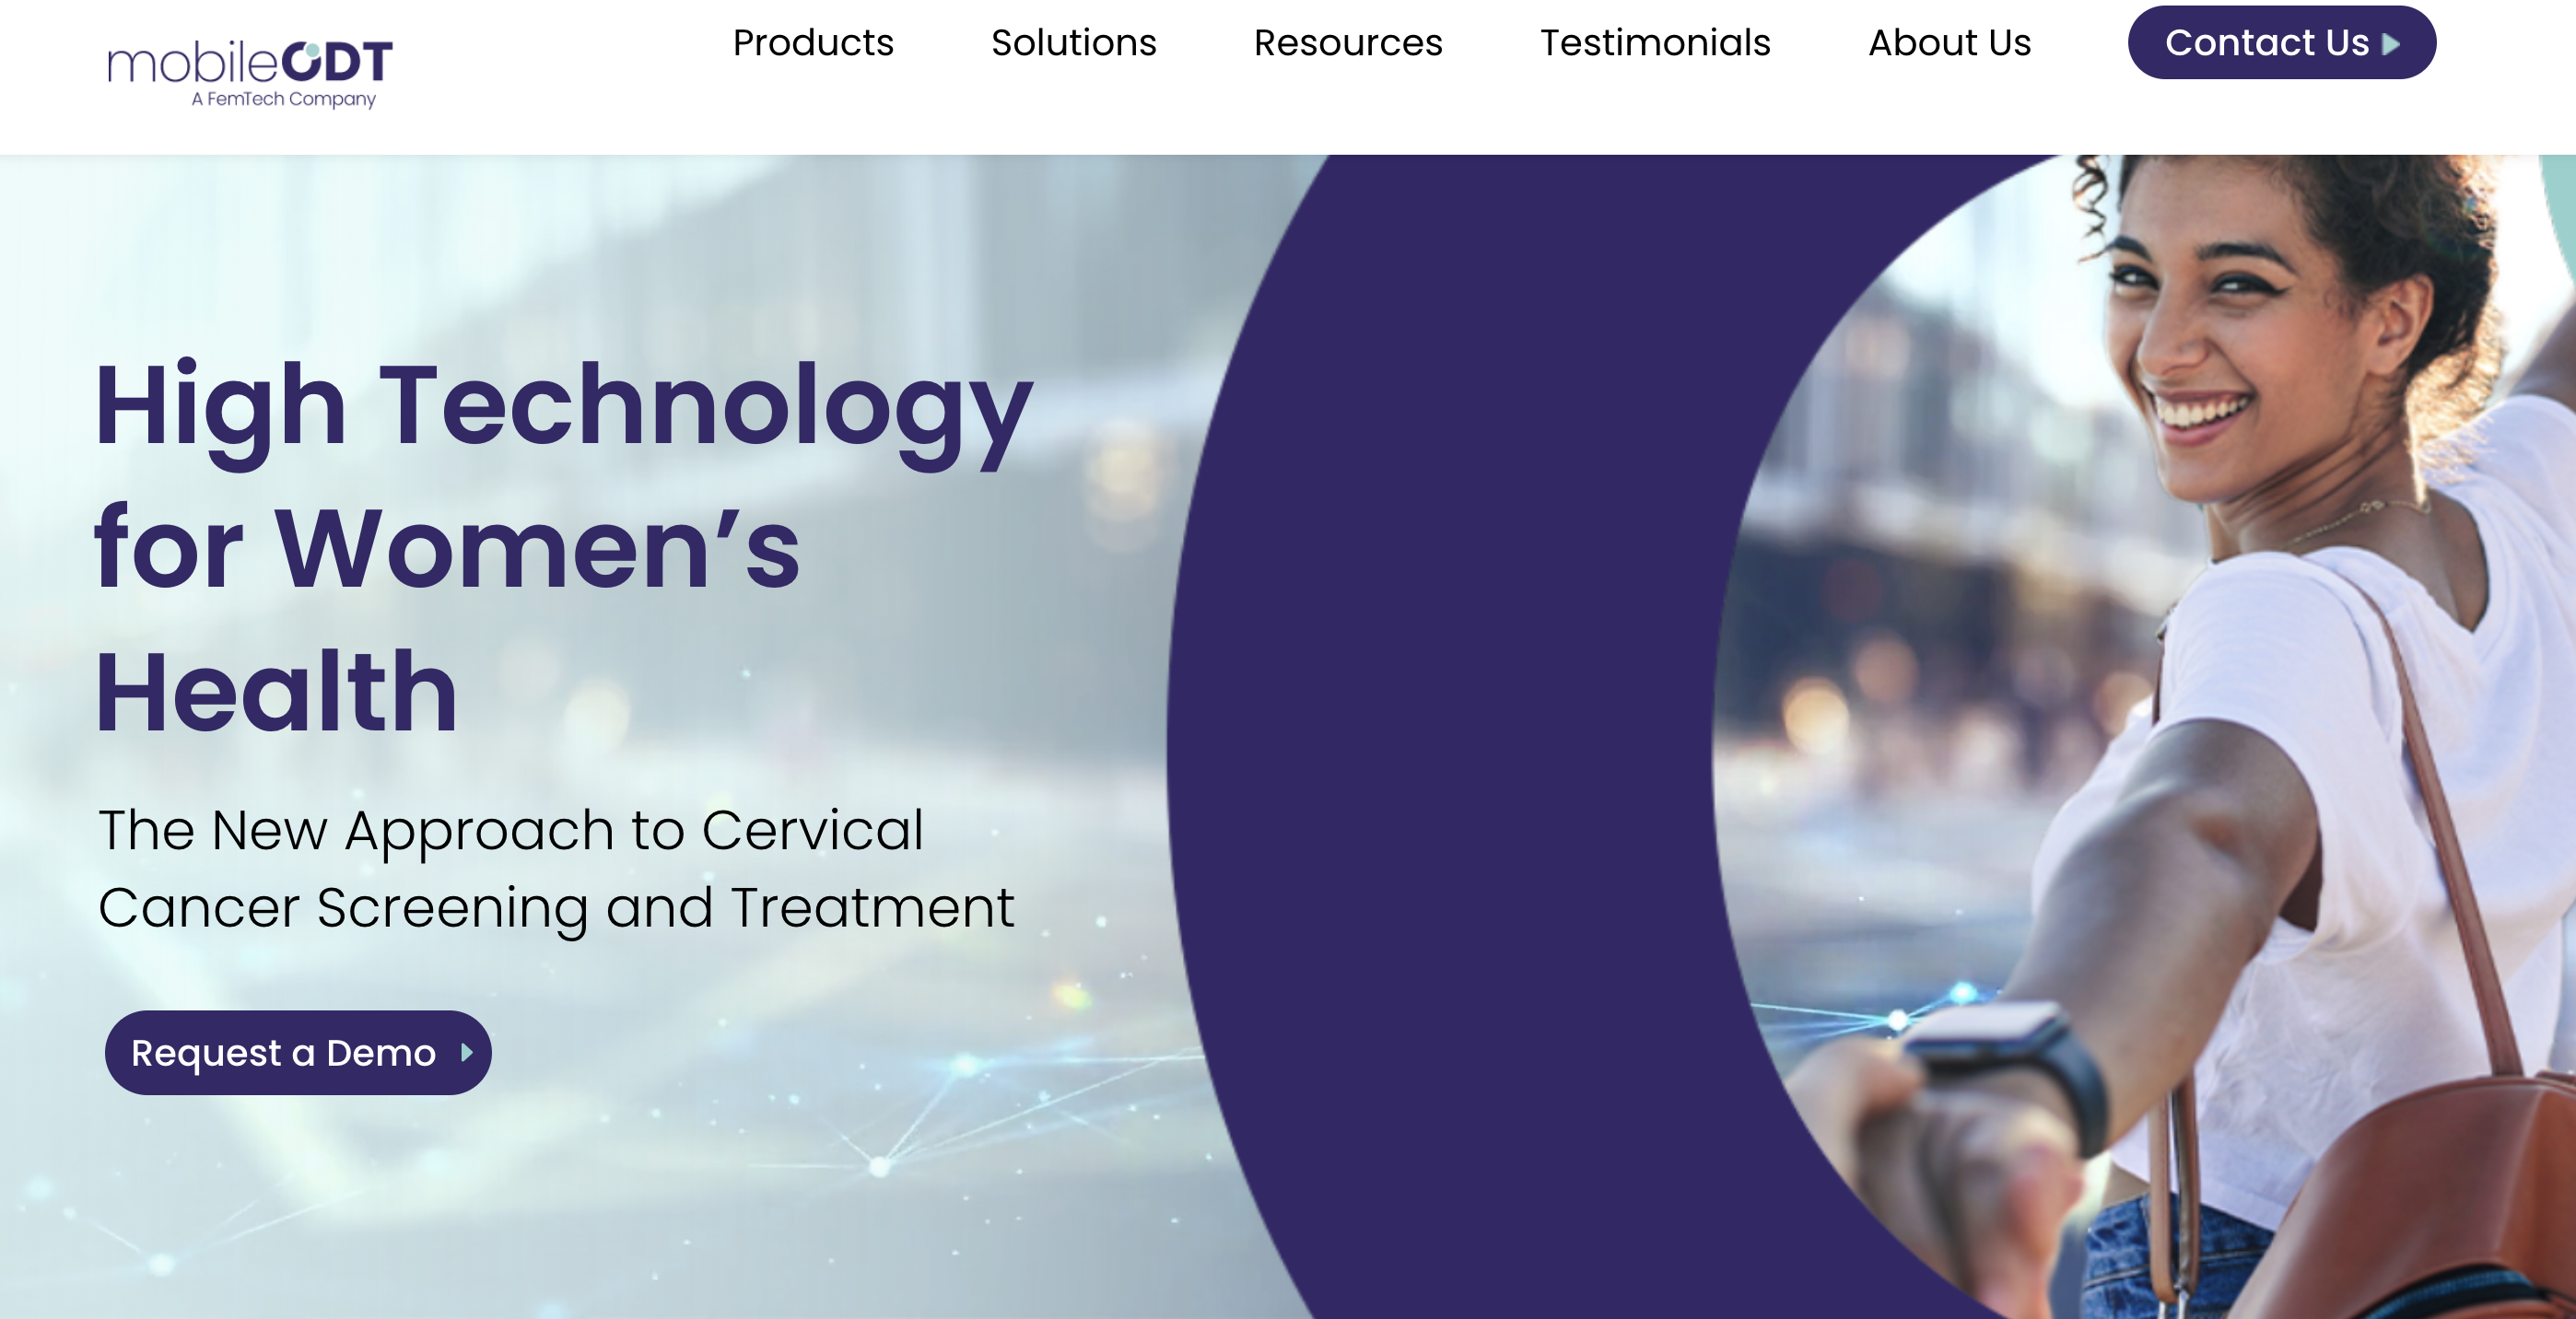 mobileODT
A FemTech Company
Products
Solutions
Resources
Testimonials
About Us
Contact Us
High Technology
for Women’s
Health
The New Approach to Cervical
Cancer Screening and Treatment
Request a Demo